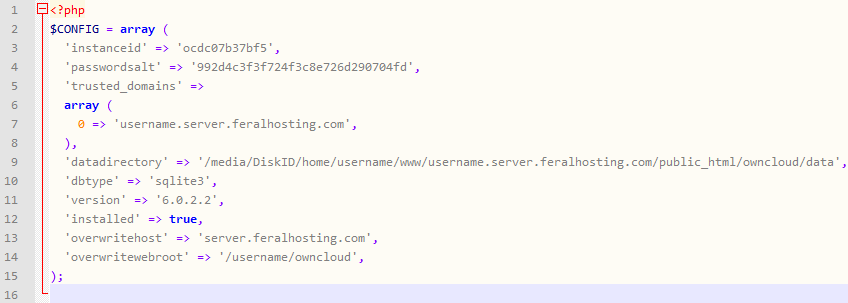 1 <?php
2 $CONFIG = array (
3 'instanceid' => 'ocdc07b37bf5',
4 'passwordsalt' => '992d4c3f3f724f3c8e726d290704fd',
5 'trusted_domains' =>
6 array (
7 0 => 'username.server.feralhosting.com',
8 ),
9 'datadirectory' => '/media/DiskID/home/username/www/username.server.feralhosting.com/public_html/owncloud/data',
10 'dbtype' => 'sqlite3',
11 'version' => '6.0.2.2',
12 'installed' => true,
13 'overwritehost' => 'server.feralhosting.com',
14 'overwritewebroot' => '/username/owncloud',
15 );
16